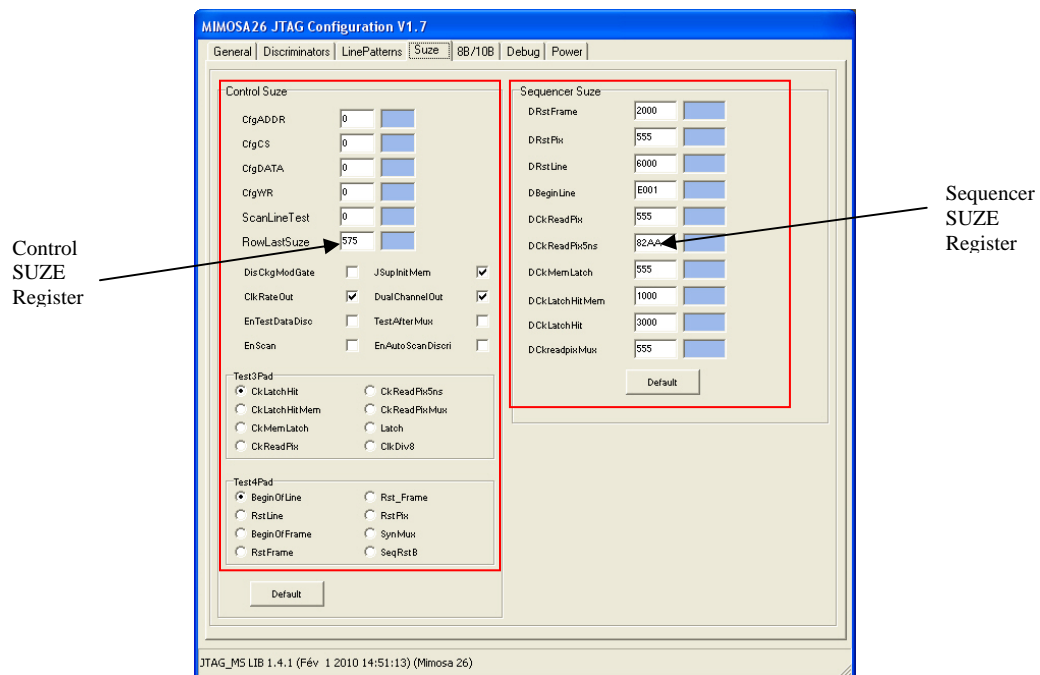 MIMOSA26 JTAG Configuration V1.7
General Discriminators LinePatterns Suze 8B/10B Debug Power
Control Suze
CfgADDR 0
CfgCS 0
CfgDATA 0
CfgWR 0
ScanLineTest 0
RowLastSuze 575
DisCkgModGate JSupInitMem
ClkRateOut DualChannelOut
EnTestDataDisc TestAfterMux
EnScan EnAutoScanDiscri
Test3Pad
CkLatchHit CkReadPix5ns
CkLatchHitMem CkReadPixMux
CkMemLatch Latch
CkReadPix ClkDiv8
Test4Pad
BeginOfLine Rst_Frame
RstLine RstPix
BeginOfFrame SynMux
RstFrame SeqRstB
Default
Sequencer Suze
DRstFrame 2000
DRstPix 555
DRstLine 6000
DBeginLine E001
DCkReadPix 555
DCkReadPix5ns 82AA
DCkMemLatch 555
DCkLatchHitMem 1000
DCkLatchHit 3000
DCkreadpixMux 555
Default
Control
SUZE
Register
Sequencer
SUZE
Register
JTAG_MS LIB 1.4.1 (Fév 1 2010 14:51:13) (Mimosa 26)